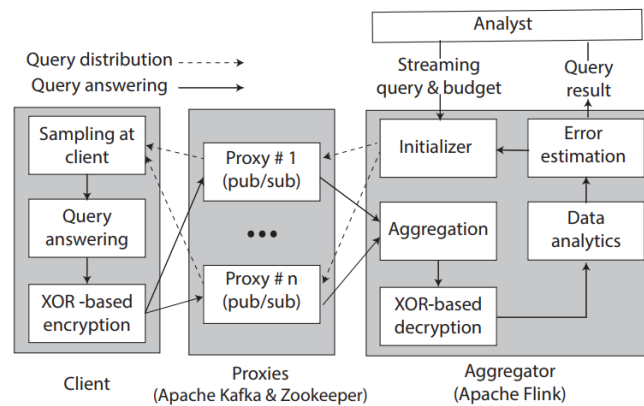 Analyst
Query distribution
Query answering
Streaming
query & budget
Query
result
Sampling at
client
Query
answering
XOR -based
encryption
Client
Proxy # 1
(pub/sub)
•••
Proxy # n
(pub/sub)
Proxies
(Apache Kafka & Zookeeper)
Initializer
Error
estimation
Aggregation
Data
analytics
XOR-based
decryption
Aggregator
(Apache Flink)